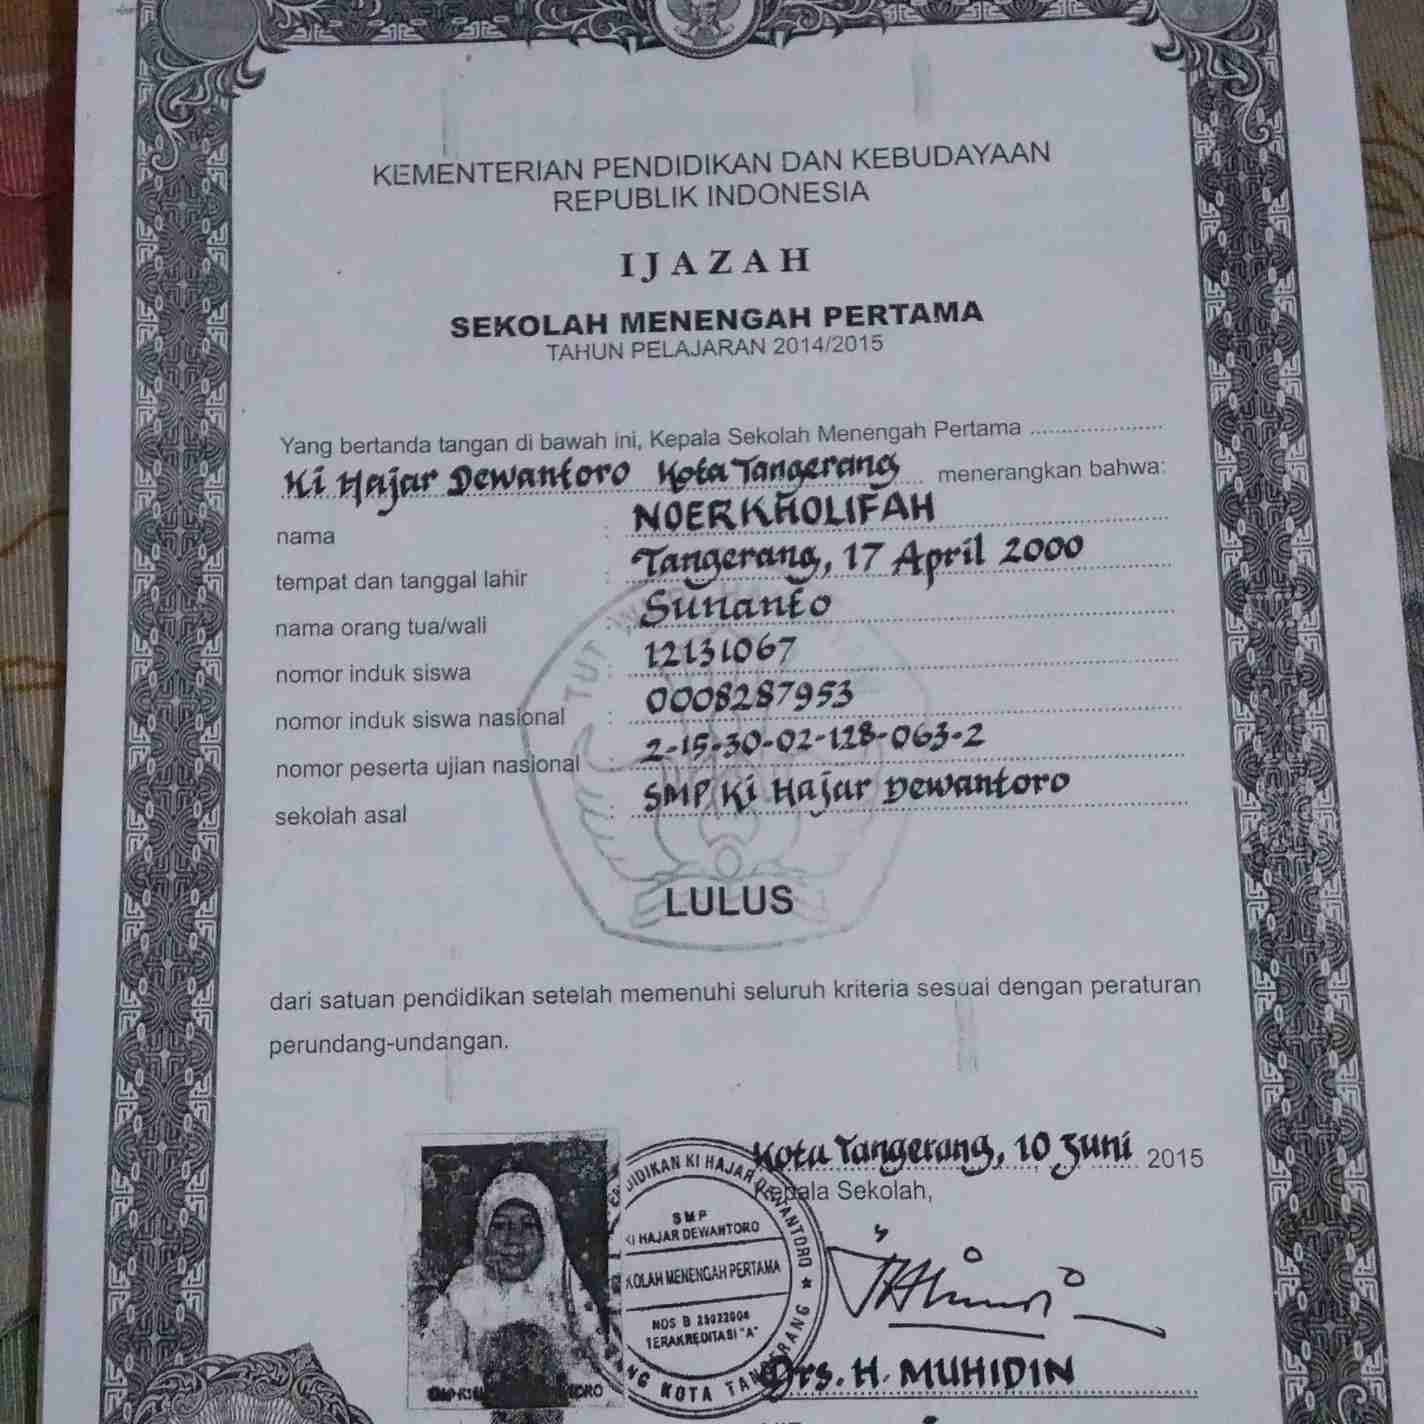 KEMENTERIAN PENDIDIKAN DAN KEBUDAYAAN
REPUBLIK INDONESIA
IJAZAH
SEKOLAH MENENGAH PERTAMA
TAHUN PELAJARAN 2014/2015
Yang bertanda tangan di bawah ini, Kepala Sekolah Menengah Pertama ....................
Ki Hajar Dewantoro Kota Tangerang menerangkan bahwa:
nama : NOERKHOLIFAH
tempat dan tanggal lahir : Tangerang, 17 April 2000
nama orang tua/wali : Sunanto
nomor induk siswa : 12131067
nomor induk siswa nasional : 0008287953
nomor peserta ujian nasional : 2-15-30-02-128-063-2
sekolah asal : SMP Ki Hajar Dewantoro
TUT
LULUS
dari satuan pendidikan setelah memenuhi seluruh kriteria sesuai dengan peraturan
perundang-undangan.
Kota Tangerang, 10 Juni 2015
Kepala Sekolah,
KI HAJAR DEWANTORO
SMP
KI HAJAR DEWANTORO
KOLAH MENENGAH PERTAMA
TERAKREDITASI "A"
KOTA TANGERANG
Drs. H. MUHIDIN